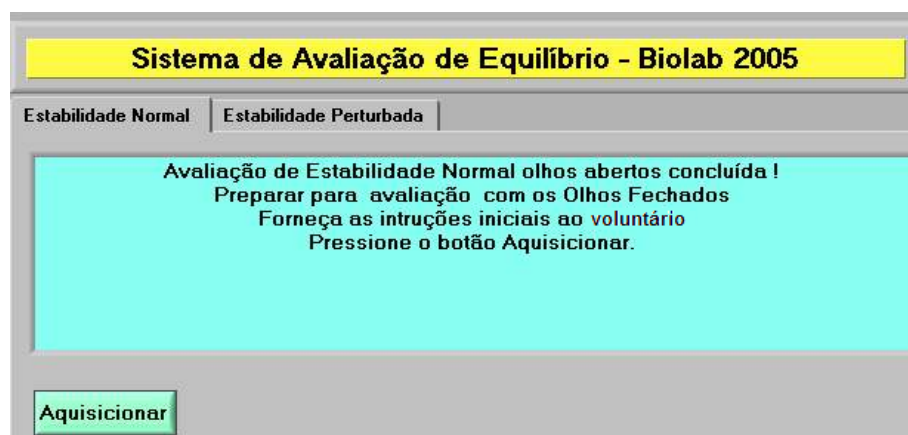 Sistema de Avaliação de Equilíbrio - Biolab 2005
Estabilidade Normal
Estabilidade Perturbada
Avaliação de Estabilidade Normal olhos abertos concluída !
Preparar para avaliação com os Olhos Fechados
Forneça as intruções iniciais ao voluntário
Pressione o botão Aquisicionar.
Aquisicionar